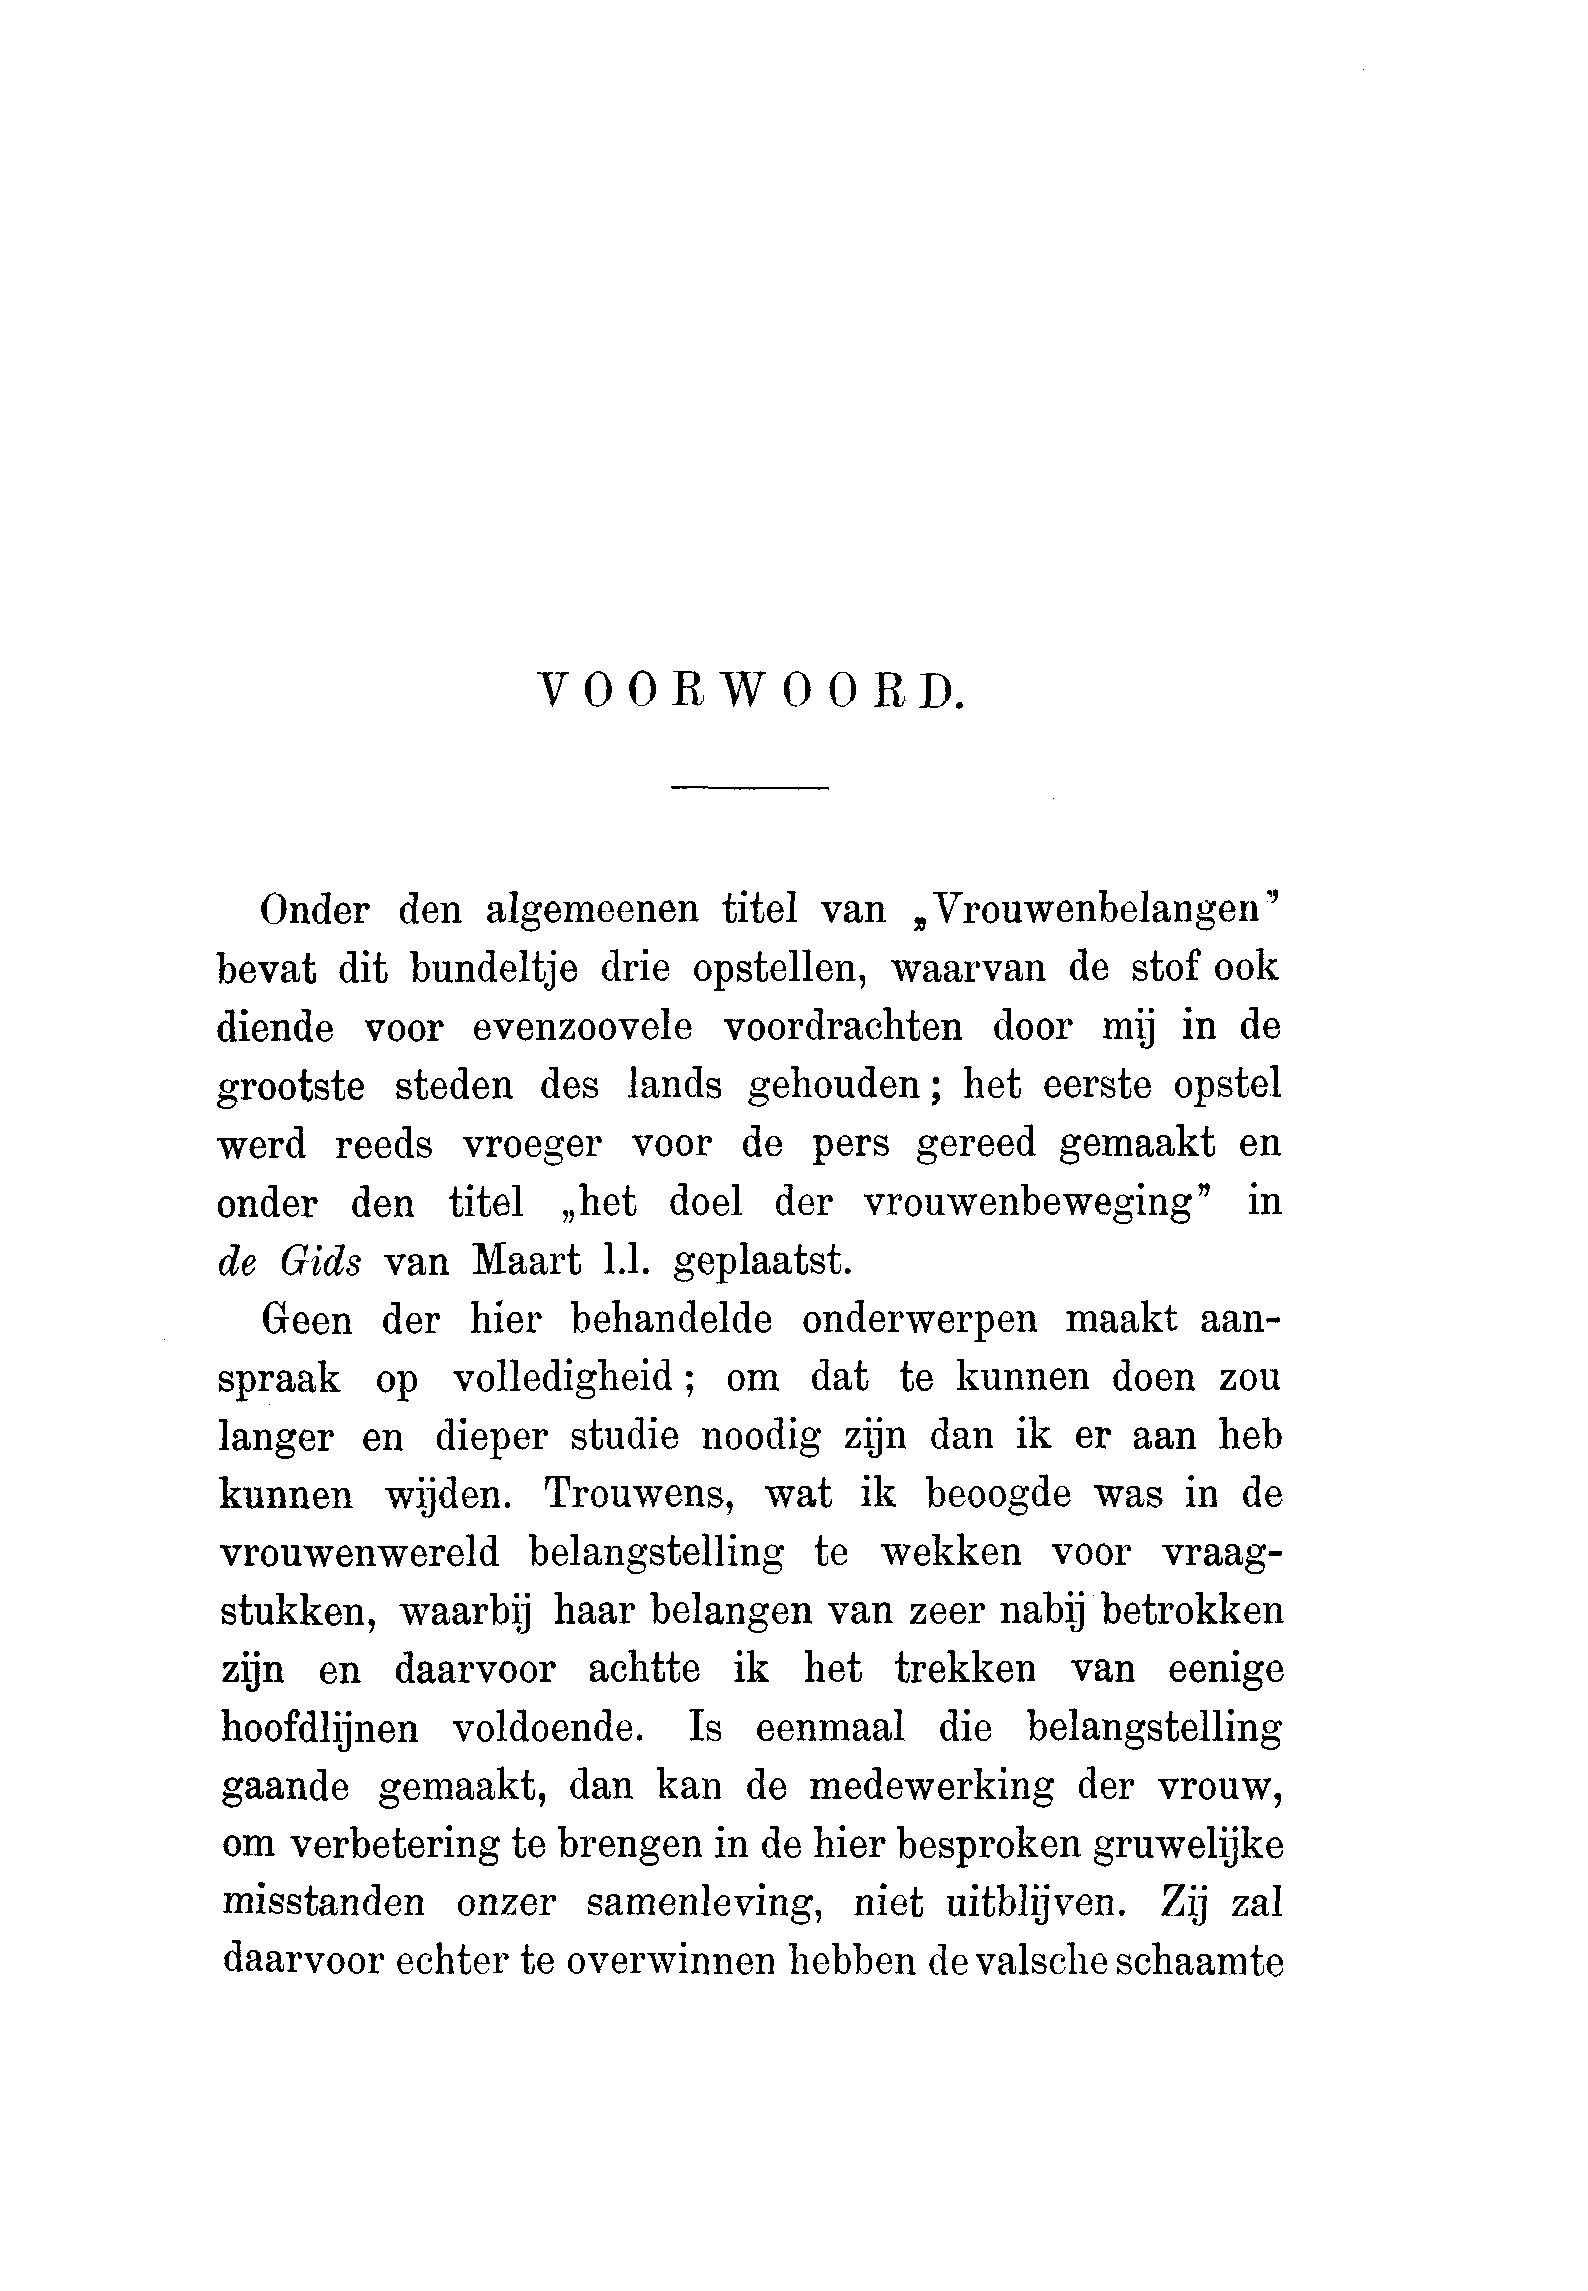 VOORWOORD.
Onder den algemeenen titel van „Vrouwenbelangen”
bevat dit bundeltje drie opstellen, waarvan de stof ook
diende voor evenzoovele voordrachten door mij in de
grootste steden des lands gehouden; het eerste opstel
werd reeds vroeger voor de pers gereed gemaakt en
onder den titel „het doel der vrouwenbeweging” in
de Gids van Maart l.l. geplaatst.
Geen der hier behandelde onderwerpen maakt aan-
spraak op volledigheid; om dat te kunnen doen zou
langer en dieper studie noodig zijn dan ik er aan heb
kunnen wijden. Trouwens, wat ik beoogde was in de
vrouwenwereld belangstelling te wekken voor vraag-
stukken, waarbij haar belangen van zeer nabij betrokken
zijn en daarvoor achtte ik het trekken van eenige
hoofdlijnen voldoende. Is eenmaal die belangstelling
gaande gemaakt, dan kan de medewerking der vrouw,
om verbetering te brengen in de hier besproken gruwelijke
misstanden onzer samenleving, niet uitblijven. Zij zal
daarvoor echter te overwinnen hebben de valsche schaamte